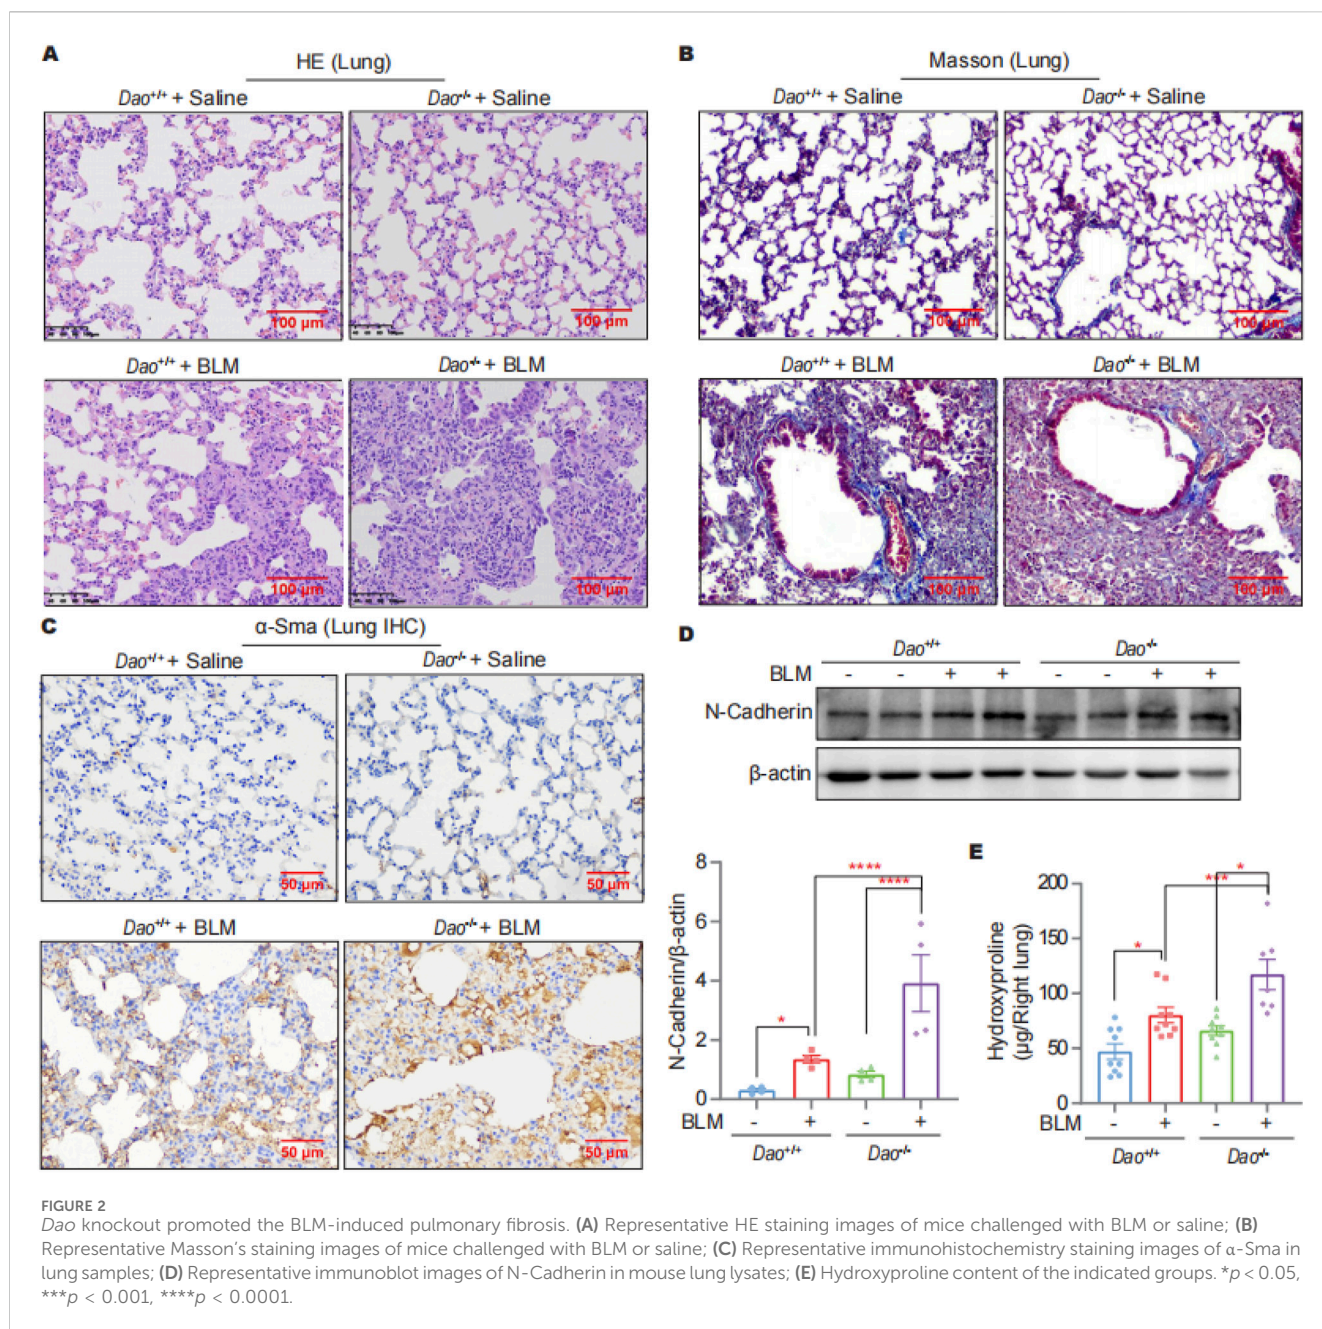 A
HE (Lung)
Dao+/+ + Saline
Dao-/- + Saline
100 µm
100 µm
Dao+/+ + BLM
Dao-/- + BLM
100 µm
100 µm
B
Masson (Lung)
Dao+/+ + Saline
Dao-/- + Saline
100 µm
100 µm
Dao+/+ + BLM
Dao-/- + BLM
100 µm
100 µm
C
α-Sma (Lung IHC)
Dao+/+ + Saline
Dao-/- + Saline
50 µm
50 µm
Dao+/+ + BLM
Dao-/- + BLM
50 µm
50 µm
D
Dao+/+ Dao-/-
BLM - - + + - - + +
N-Cadherin
β-actin
N-Cadherin/β-actin
8
6
4
2
0
* **** ****
BLM - + - +
Dao+/+ Dao-/-
E
Hydroxyproline
(µg/Right lung)
200
150
100
50
0
* *** *
BLM - + - +
Dao+/+ Dao-/-
FIGURE 2
Dao knockout promoted the BLM-induced pulmonary fibrosis. (A) Representative HE staining images of mice challenged with BLM or saline; (B)
Representative Masson's staining images of mice challenged with BLM or saline; (C) Representative immunohistochemistry staining images of α-Sma in
lung samples; (D) Representative immunoblot images of N-Cadherin in mouse lung lysates; (E) Hydroxyproline content of the indicated groups. *p < 0.05,
***p < 0.001, ****p < 0.0001.